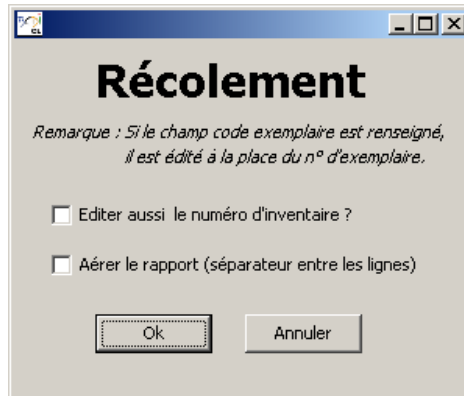 CL
Récolement
Remarque : Si le champ code exemplaire est renseigné,
il est édité à la place du n° d'exemplaire.
Editer aussi le numéro d'inventaire ?
Aérer le rapport (séparateur entre les lignes)
Ok
Annuler